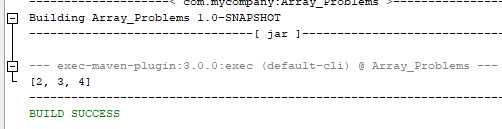 -----------------------< com.mycompany:Array_Problems >-----------------------
Building Array_Problems 1.0-SNAPSHOT
--------------------------------[ jar ]---------------------------------
--- exec-maven-plugin:3.0.0:exec (default-cli) @ Array_Problems ---
[2, 3, 4]
------------------------------------------------------------------------
BUILD SUCCESS